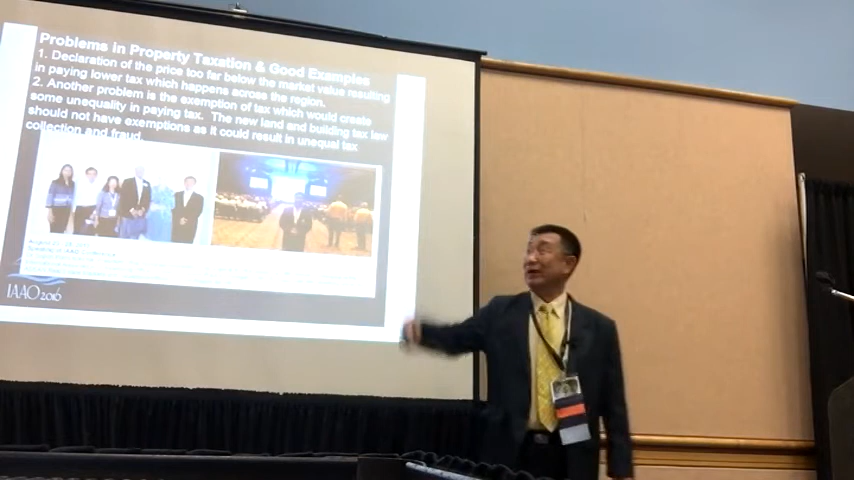 Problems in Property Taxation & Good Examples
1. Declaration of the price too far below the market value resulting
in paying lower tax which happens across the region.
2. Another problem is the exemption of tax which would create
some unequality in paying tax. The new land and building tax law
should not have exemptions as it could result in unequal tax
collection and fraud.
IAAO2016